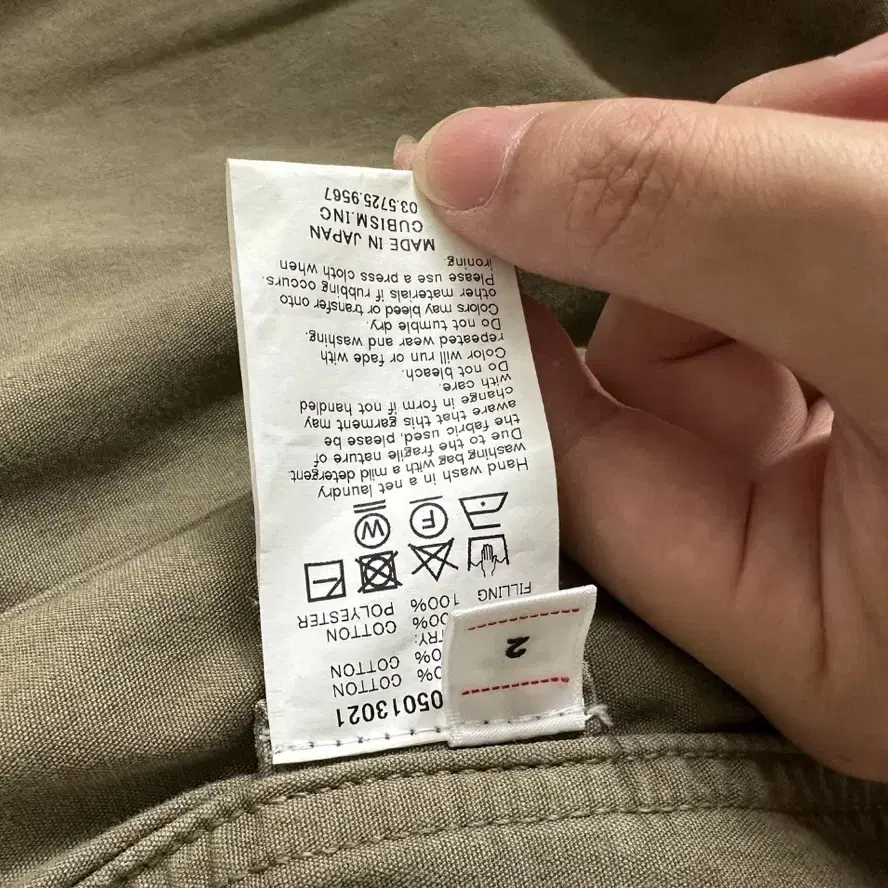 05013021
0% COTTON
0% COTTON
COTTON
FILLING 100% POLYESTER
W
F
Hand wash in a net laundry
washing bag with a mild detergent
Due to the fragile nature of
the fabric used, please be
aware that this garment may
change in form if not handled
with care.
Do not bleach.
Color will run or fade with
repeated wear and washing.
Do not tumble dry.
Colors may bleed or transfer onto
other materials if rubbing occurs.
Please use a press cloth when
ironing.
MADE IN JAPAN
CUBISM.INC
03.5725.9567
2